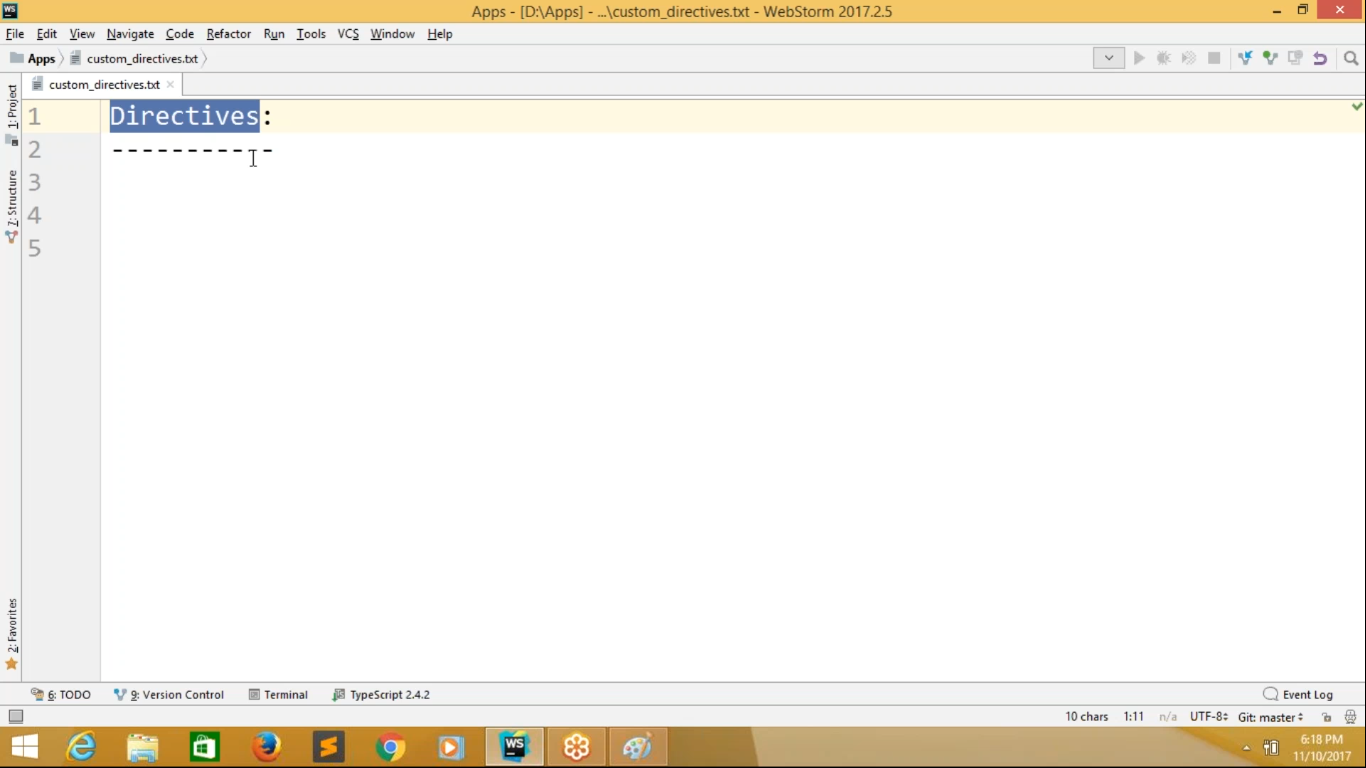 Apps - [D:\Apps] - ...\custom_directives.txt - WebStorm 2017.2.5
File Edit View Navigate Code Refactor Run Tools VCS Window Help
Apps custom_directives.txt
custom_directives.txt
1: Project
7: Structure
2: Favorites
1 Directives:
2 -----------
3
4
5
6: TODO 9: Version Control Terminal TypeScript 2.4.2 Event Log
10 chars 1:11 n/a UTF-8 Git: master
WS 6:18 PM
11/10/2017